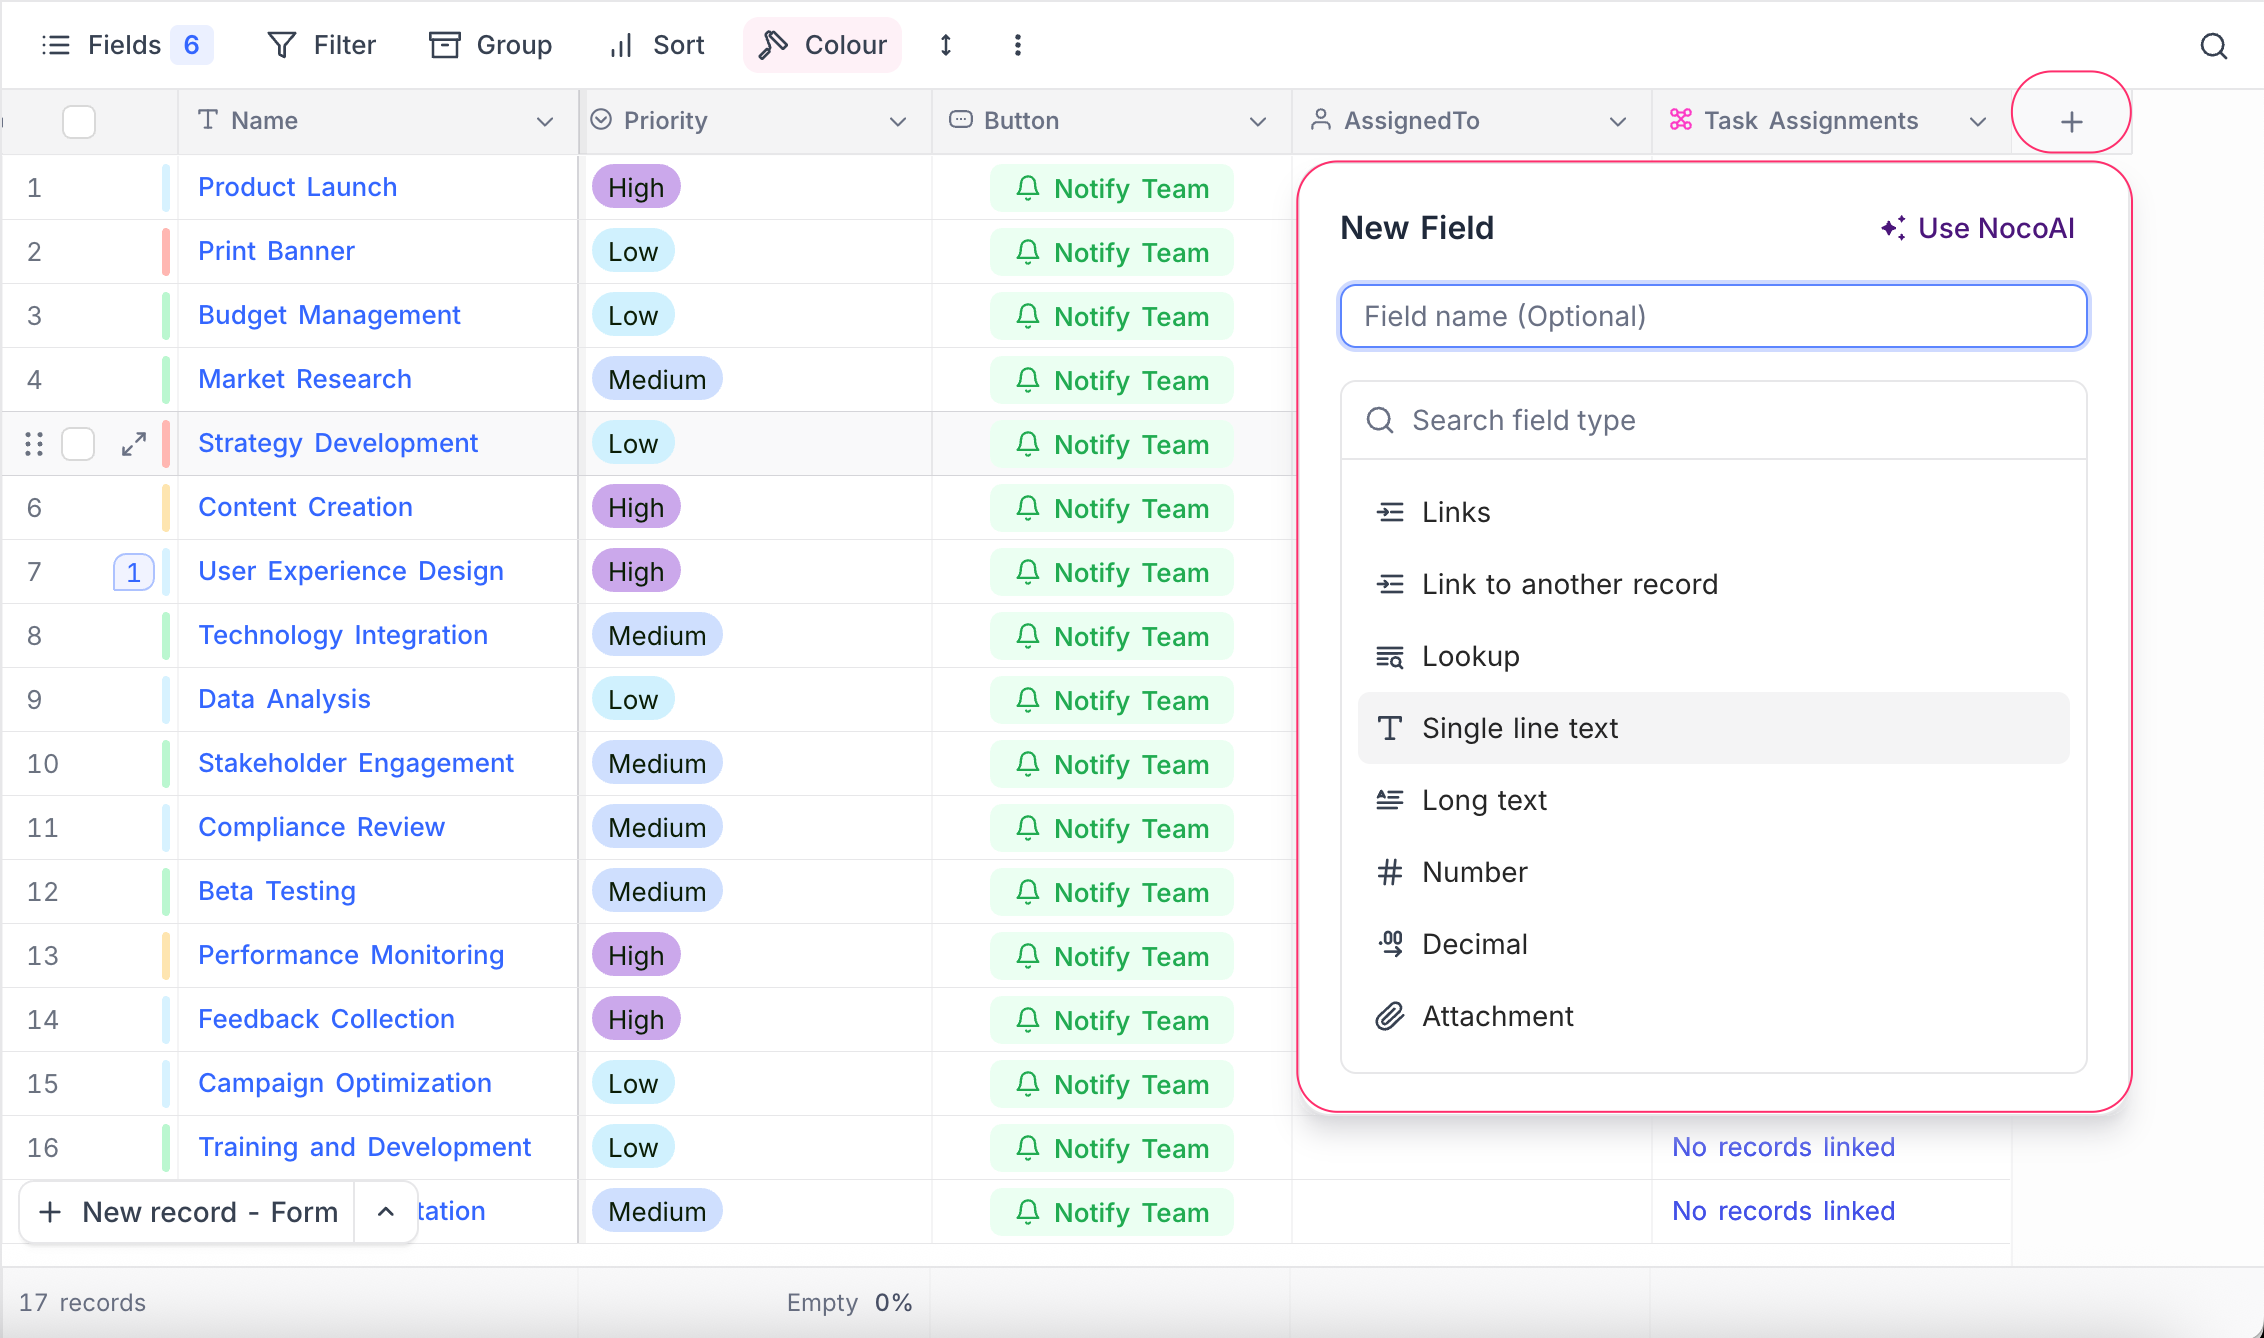 Fields 6 Filter Group Sort Colour
Name Priority Button AssignedTo Task Assignments
1 Product Launch High Notify Team
2 Print Banner Low Notify Team
3 Budget Management Low Notify Team
4 Market Research Medium Notify Team
Strategy Development Low Notify Team
6 Content Creation High Notify Team
7 1 User Experience Design High Notify Team
8 Technology Integration Medium Notify Team
9 Data Analysis Low Notify Team
10 Stakeholder Engagement Medium Notify Team
11 Compliance Review Medium Notify Team
12 Beta Testing Medium Notify Team
13 Performance Monitoring High Notify Team
14 Feedback Collection High Notify Team
15 Campaign Optimization Low Notify Team
16 Training and Development Low Notify Team No records linked
tation Medium Notify Team No records linked
New Field Use NocoAI
Field name (Optional)
Search field type
Links
Link to another record
Lookup
Single line text
Long text
Number
.00 Decimal
Attachment
+ New record - Form
17 records Empty 0%